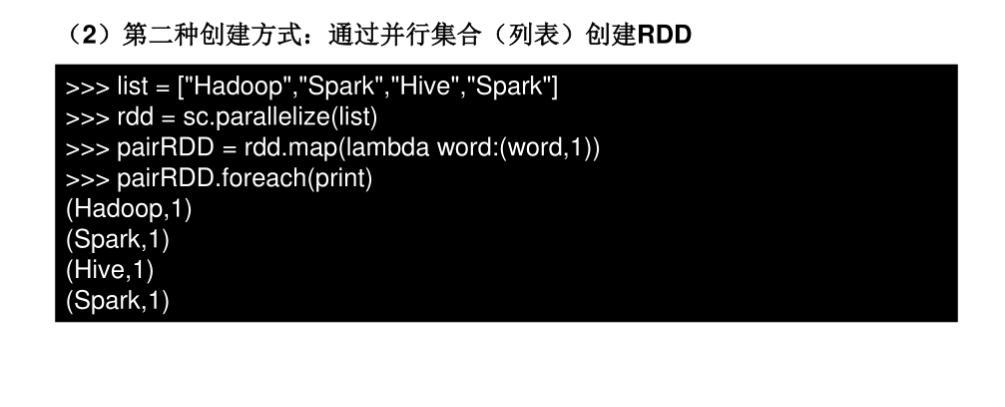 （2）第二种创建方式：通过并行集合（列表）创建RDD
>>> list = ["Hadoop","Spark","Hive","Spark"]
>>> rdd = sc.parallelize(list)
>>> pairRDD = rdd.map(lambda word:(word,1))
>>> pairRDD.foreach(print)
(Hadoop,1)
(Spark,1)
(Hive,1)
(Spark,1)